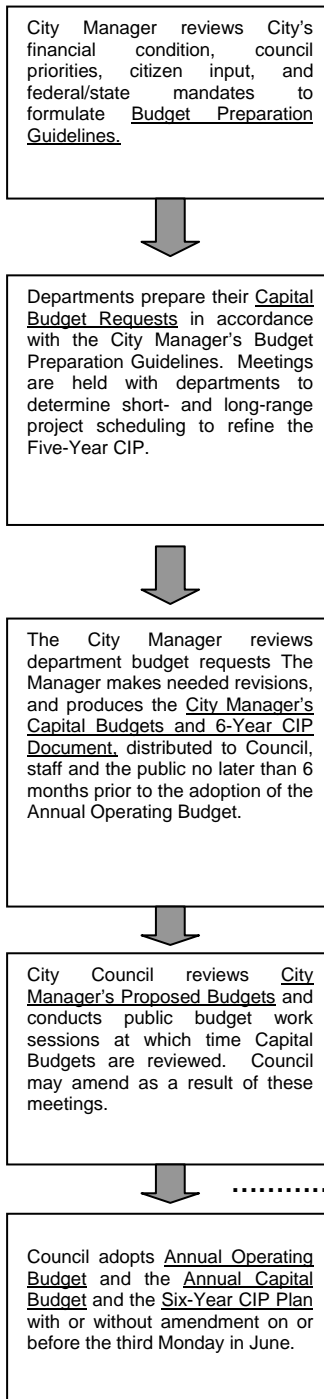 City Manager reviews City's
financial condition, council
priorities, citizen input, and
federal/state mandates to
formulate Budget Preparation
Guidelines.
Departments prepare their Capital
Budget Requests in accordance
with the City Manager's Budget
Preparation Guidelines. Meetings
are held with departments to
determine short- and long-range
project scheduling to refine the
Five-Year CIP.
The City Manager reviews
department budget requests The
Manager makes needed revisions,
and produces the City Manager's
Capital Budgets and 6-Year CIP
Document, distributed to Council,
staff and the public no later than 6
months prior to the adoption of the
Annual Operating Budget.
City Council reviews City
Manager's Proposed Budgets and
conducts public budget work
sessions at which time Capital
Budgets are reviewed. Council
may amend as a result of these
meetings.
Council adopts Annual Operating
Budget and the Annual Capital
Budget and the Six-Year CIP Plan
with or without amendment on or
before the third Monday in June.